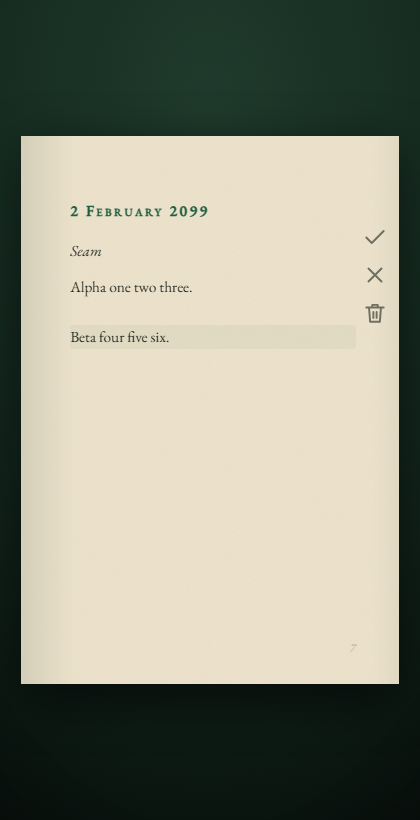 2 February 2099
Seam
Alpha one two three.
Beta four five six.
7